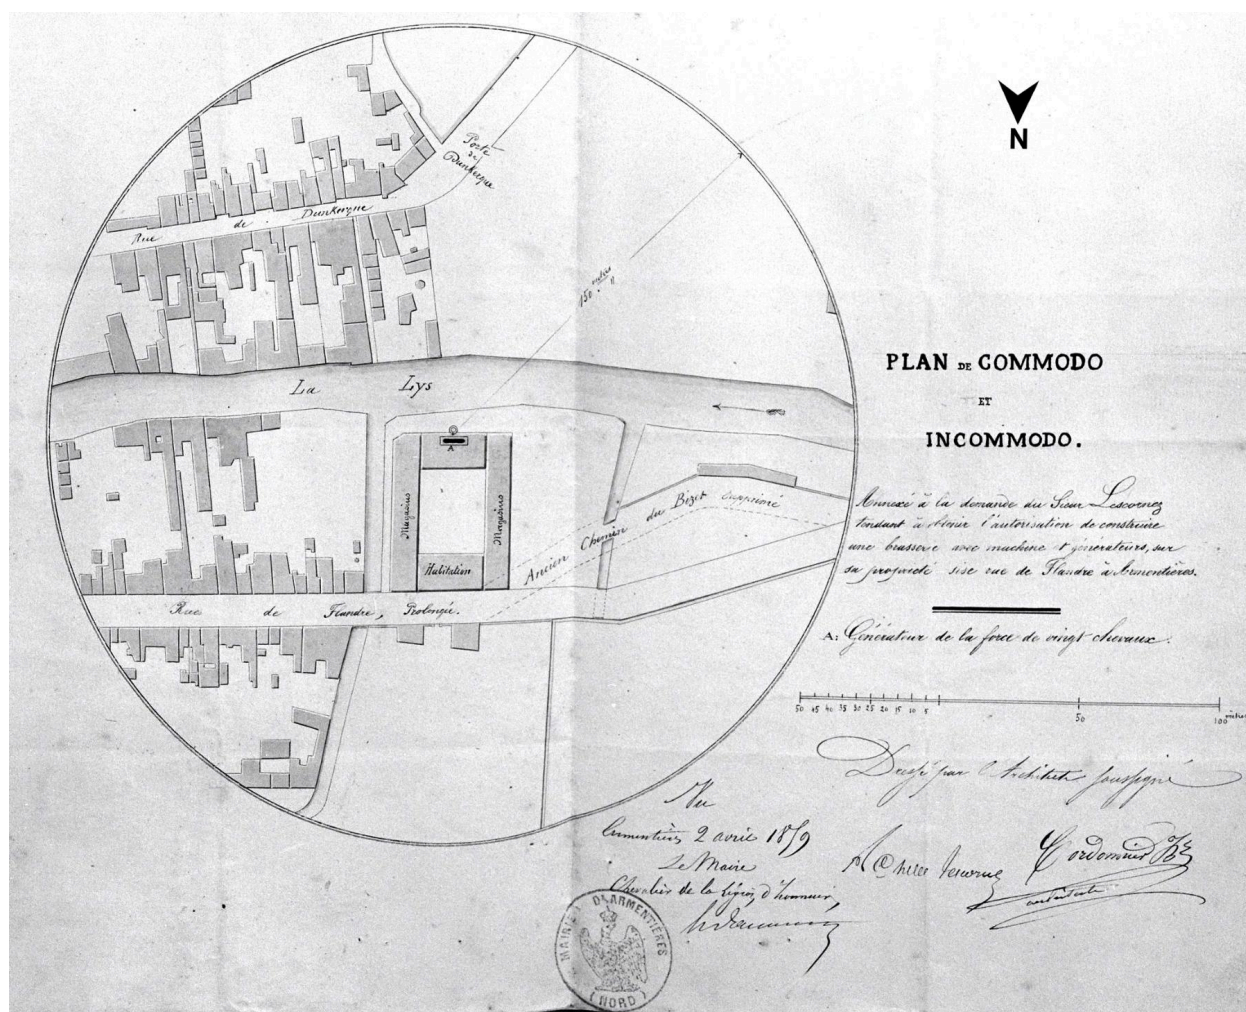 N
Porte
de
Dunkerque
Rue de Dunkerque
150 mètres
La Lys
A
Magasins
Magasins
Habitation
Ancien Chemin du Bizet supprimé
Rue de Flandre, Prolongée.
PLAN DE COMMODO
ET
INCOMMODO.
Annexé à la demande du Sieur Lescornez
tendant à obtenir l'autorisation de construire
une brasserie avec machine & générateurs, sur
sa propriété sise rue de Flandre à Armentières.
A: Générateur de la force de vingt chevaux.
50 45 40 35 30 25 20 15 10 5 50 100 mètres
Dressé par l'Architecte soussigné
Vu
Armentières 2 avril 1859
Le Maire
Chevalier de la Légion d'honneur,
MAIRIE D'ARMENTIÈRES
(NORD)